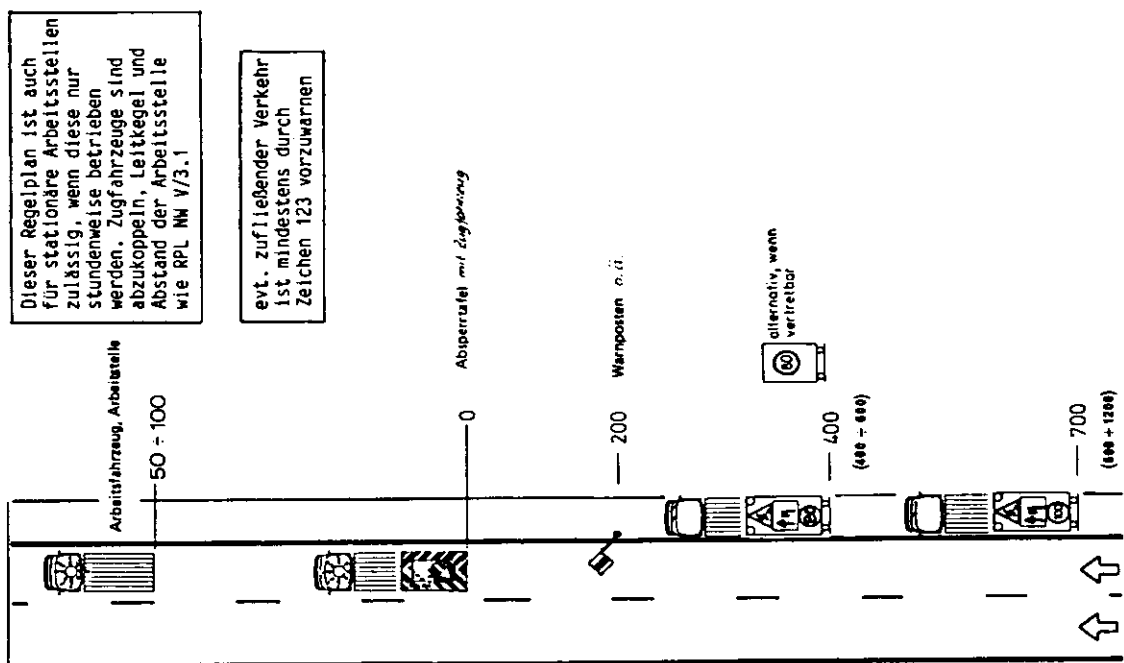 Dieser Regelplan ist auch
für stationäre Arbeitsstellen
zulässig, wenn diese nur
stundenweise betrieben
werden. Zugfahrzeuge sind
abzukoppeln, Leitkegel und
Abstand der Arbeitsstelle
wie RPL NW V/3.1
evt. zufließender Verkehr
ist mindestens durch
Zeichen 123 vorzuwarnen
Arbeitsfahrzeug, Arbeitsstelle
50 ÷ 100
Absperrtafel mit Zugfahrzeug
0
Warnposten o.ä.
200
alternativ, wenn
vertretbar
80
400
(400 ÷ 600)
700
(600 ÷ 1200)